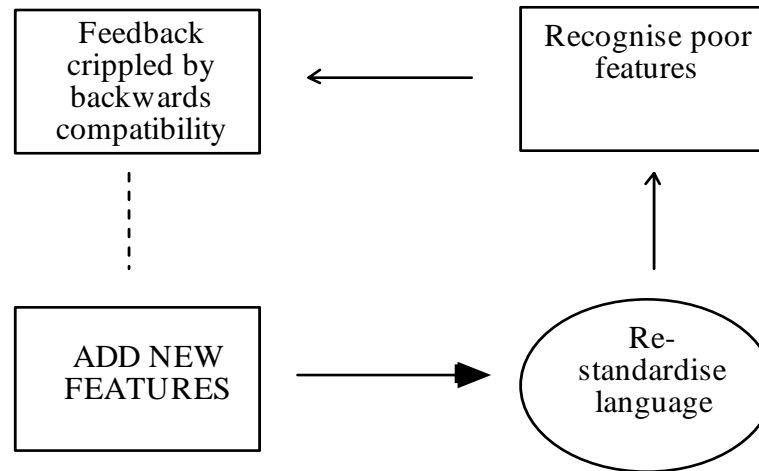 Feedback
crippled by
backwards
compatibility
Recognise poor
features
ADD NEW
FEATURES
Re-
standardise
language